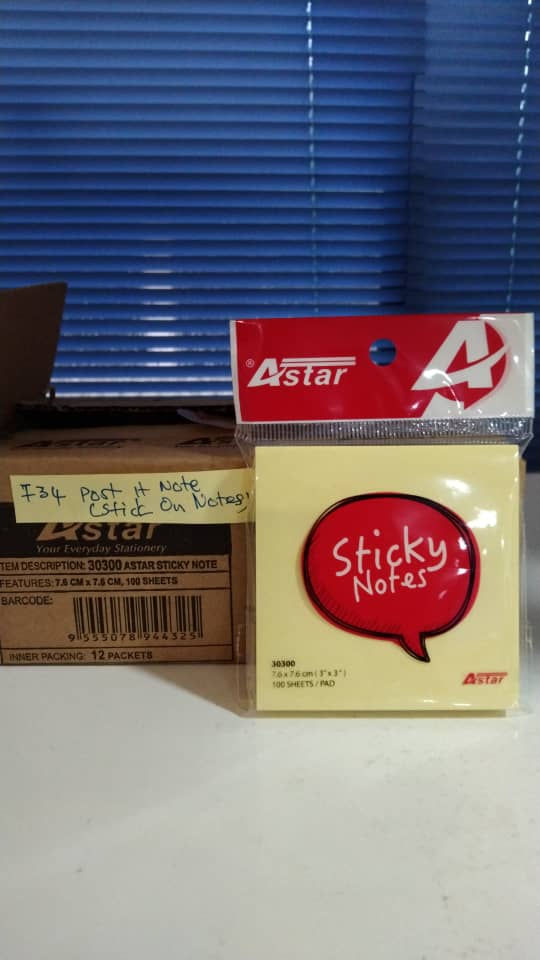 ® Astar
Astar
I34 Post it Note
(Stick On Notes)
Astar
Your Everyday Stationery
ITEM DESCRIPTION: 30300 ASTAR STICKY NOTE
FEATURES: 7.6 CM x 7.6 CM, 100 SHEETS
BARCODE:
9 555078 944325
INNER PACKING: 12 PACKETS
Sticky
Notes
30300
7.6 x 7.6 cm ( 3" x 3" )
100 SHEETS / PAD
Astar